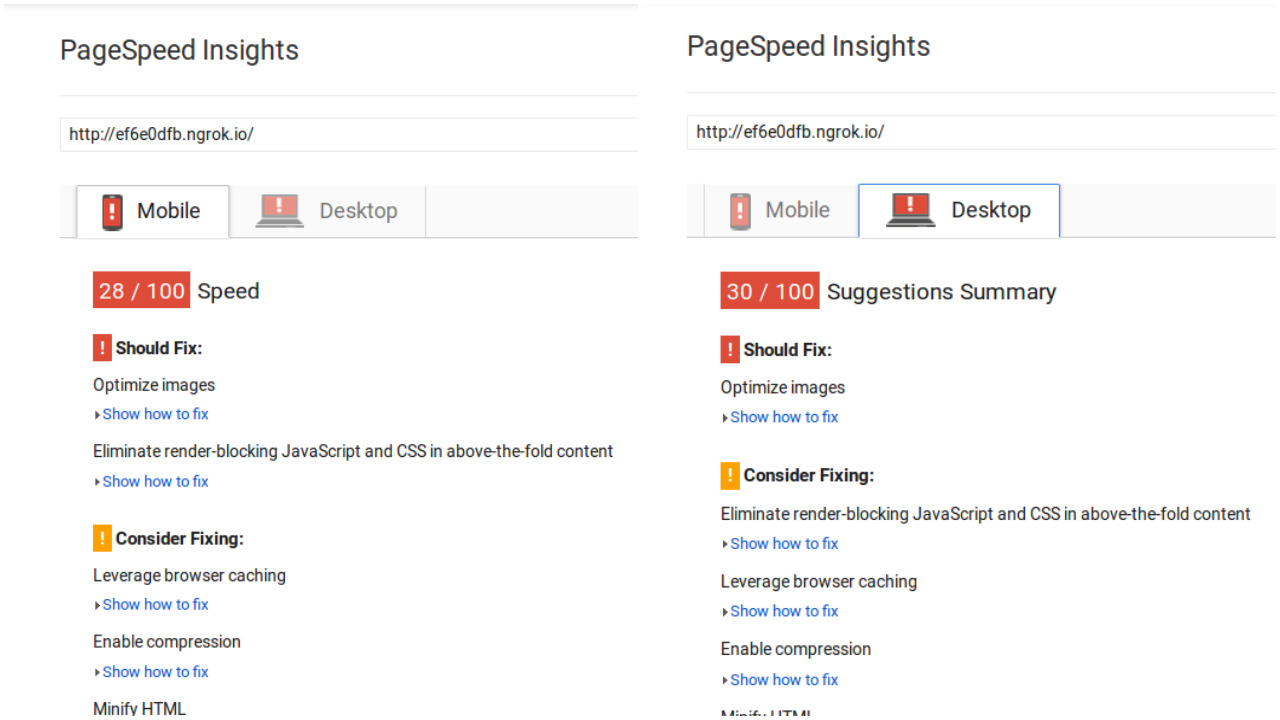 PageSpeed Insights
http://ef6e0dfb.ngrok.io/
Mobile
Desktop
28 / 100 Speed
! Should Fix:
Optimize images
Show how to fix
Eliminate render-blocking JavaScript and CSS in above-the-fold content
Show how to fix
! Consider Fixing:
Leverage browser caching
Show how to fix
Enable compression
Show how to fix
Minify HTML
PageSpeed Insights
http://ef6e0dfb.ngrok.io/
Mobile
Desktop
30 / 100 Suggestions Summary
! Should Fix:
Optimize images
Show how to fix
! Consider Fixing:
Eliminate render-blocking JavaScript and CSS in above-the-fold content
Show how to fix
Leverage browser caching
Show how to fix
Enable compression
Show how to fix
Minify HTML